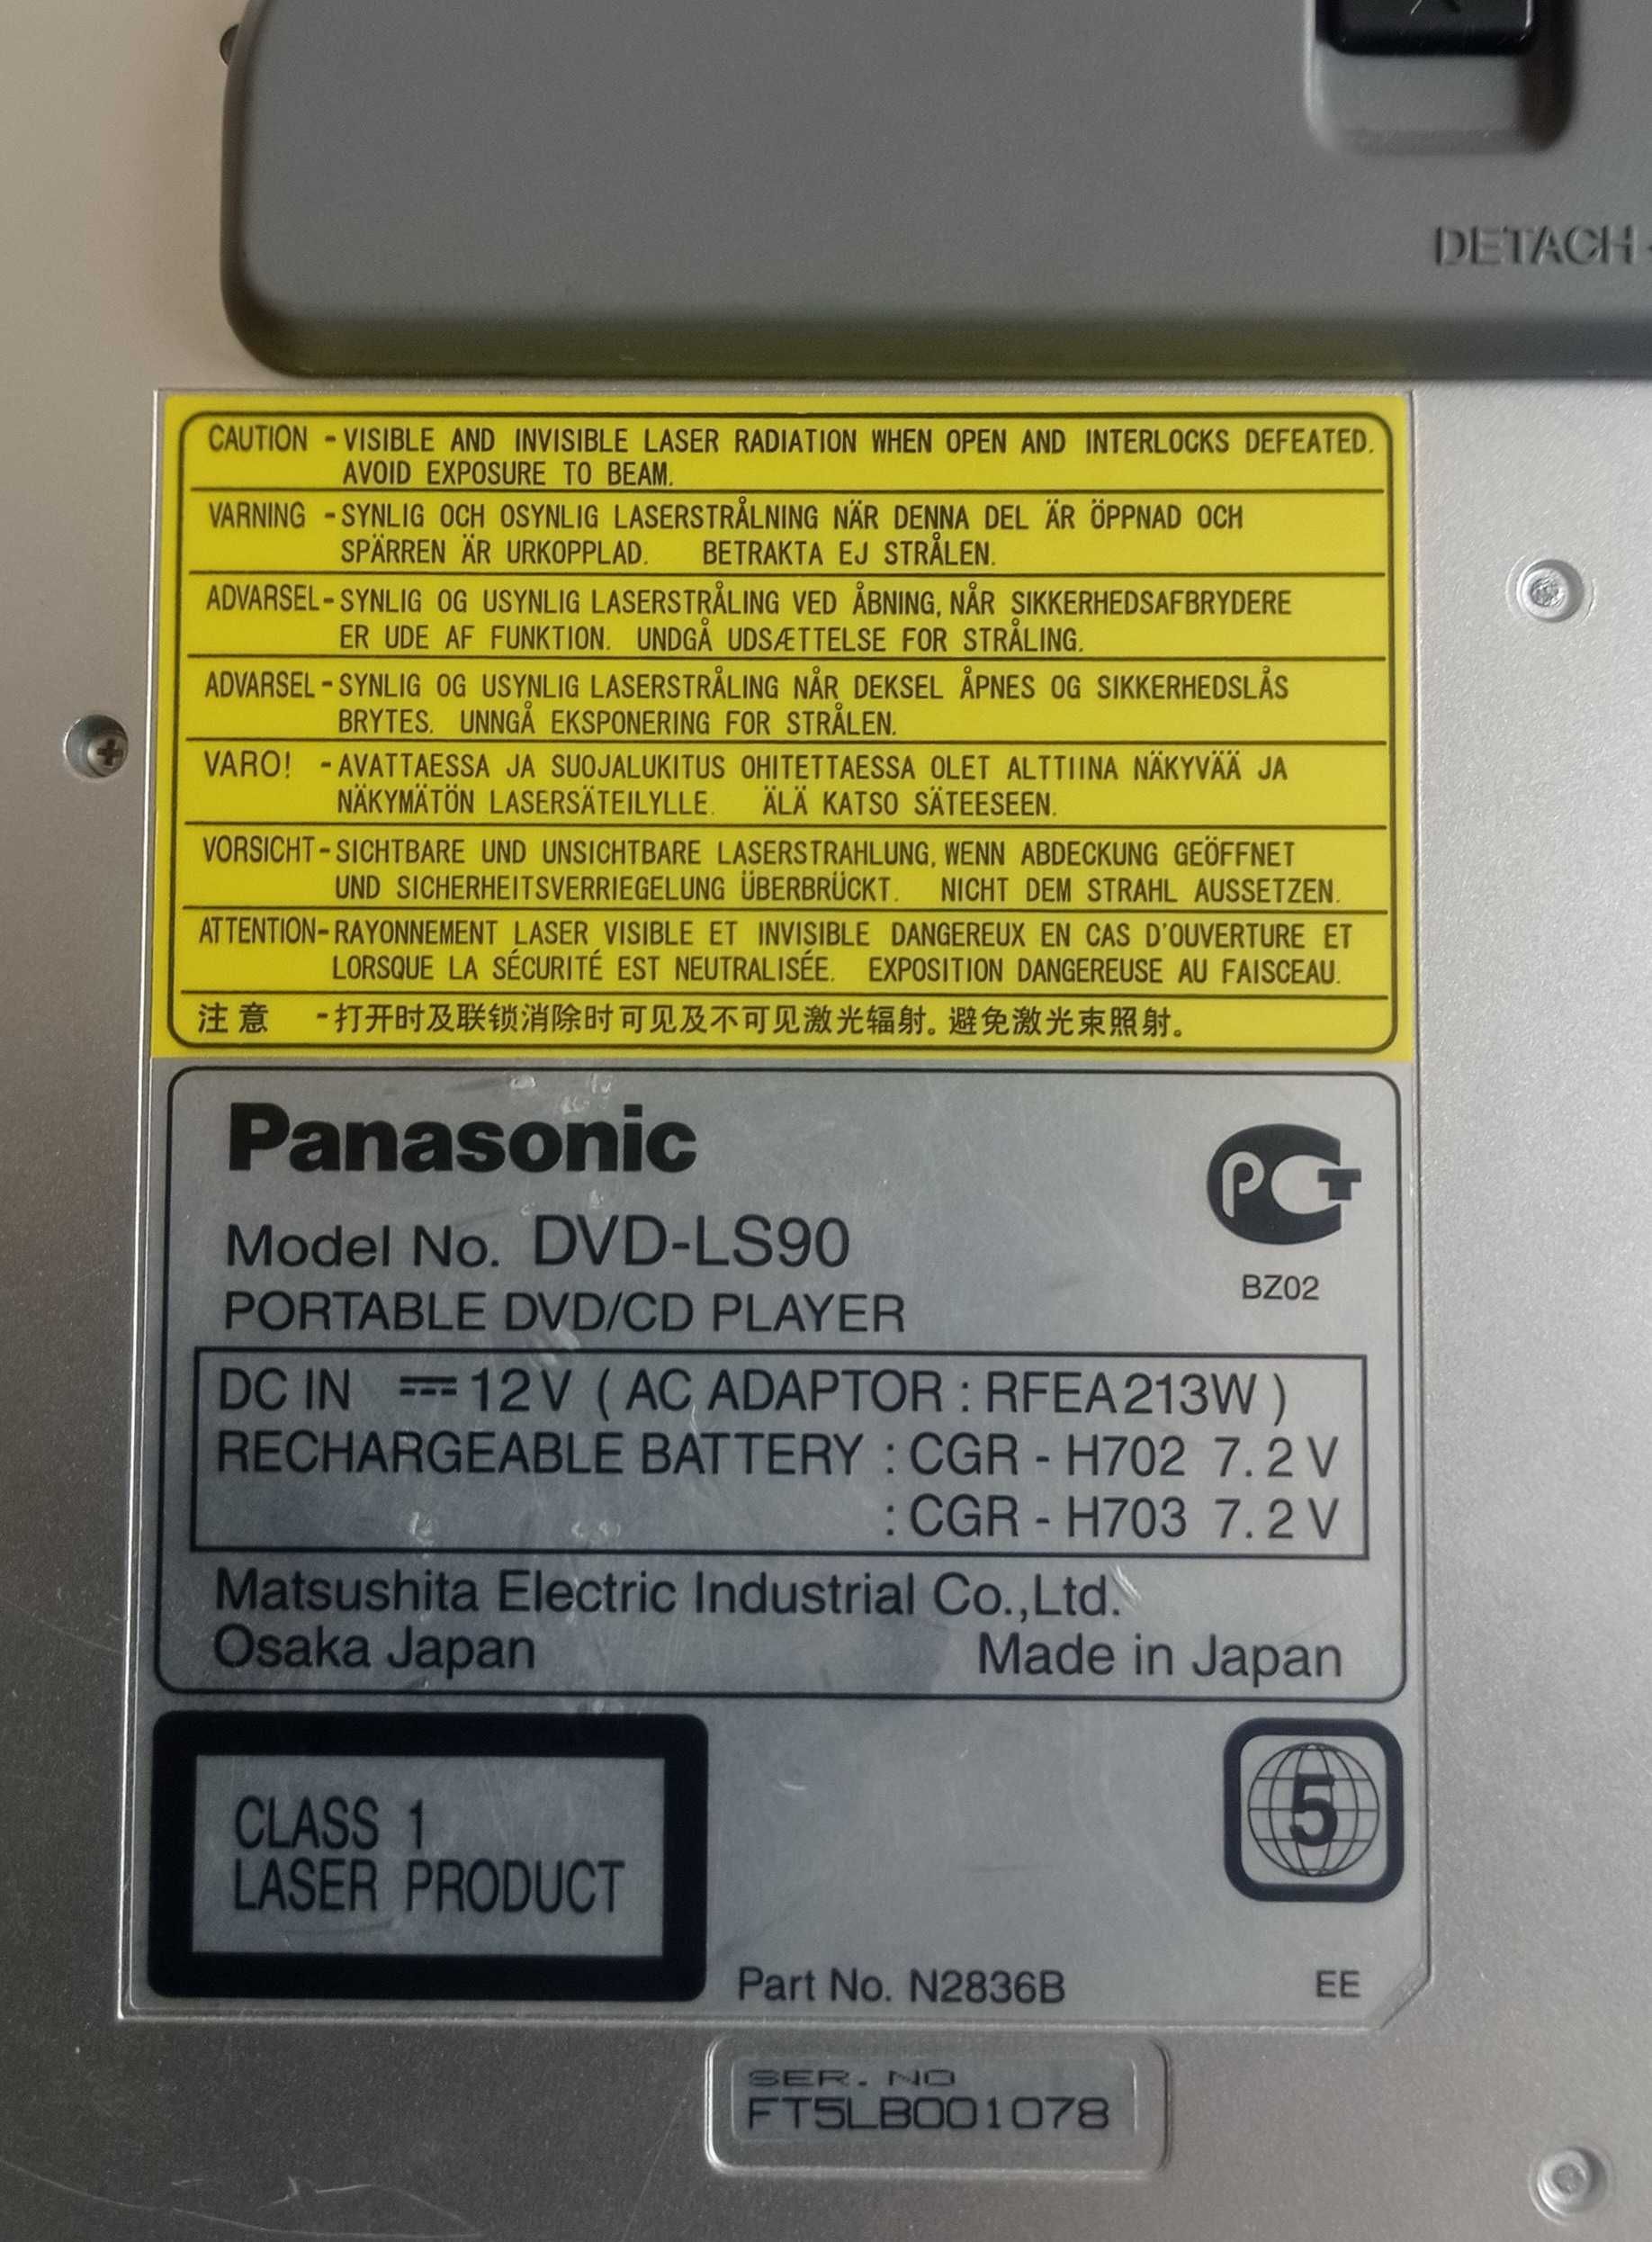 DETACH
CAUTION - VISIBLE AND INVISIBLE LASER RADIATION WHEN OPEN AND INTERLOCKS DEFEATED.
AVOID EXPOSURE TO BEAM.
VARNING - SYNLIG OCH OSYNLIG LASERSTRÅLNING NÄR DENNA DEL ÄR ÖPPNAD OCH
SPÄRREN ÄR URKOPPLAD. BETRAKTA EJ STRÅLEN.
ADVARSEL - SYNLIG OG USYNLIG LASERSTRÅLING VED ÅBNING, NÅR SIKKERHEDSAFBRYDERE
ER UDE AF FUNKTION. UNDGÅ UDSÆTTELSE FOR STRÅLING.
ADVARSEL - SYNLIG OG USYNLIG LASERSTRÅLING NÅR DEKSEL ÅPNES OG SIKKERHEDSLÅS
BRYTES. UNNGÅ EKSPONERING FOR STRÅLEN.
VARO! - AVATTAESSA JA SUOJALUKITUS OHITETTAESSA OLET ALTTIINA NÄKYVÄÄ JA
NÄKYMÄTÖN LASERSÄTEILYLLE. ÄLÄ KATSO SÄTEESEEN.
VORSICHT - SICHTBARE UND UNSICHTBARE LASERSTRAHLUNG, WENN ABDECKUNG GEÖFFNET
UND SICHERHEITSVERRIEGELUNG ÜBERBRÜCKT. NICHT DEM STRAHL AUSSETZEN.
ATTENTION - RAYONNEMENT LASER VISIBLE ET INVISIBLE DANGEREUX EN CAS D'OUVERTURE ET
LORSQUE LA SÉCURITÉ EST NEUTRALISÉE. EXPOSITION DANGEREUSE AU FAISCEAU.
注意 - 打开时及联锁消除时可见及不可见激光辐射。避免激光束照射。
Panasonic
PCT
Model No. DVD-LS90
BZ02
PORTABLE DVD/CD PLAYER
DC IN ⎓ 12V ( AC ADAPTOR : RFEA213W )
RECHARGEABLE BATTERY : CGR - H702 7.2V
: CGR - H703 7.2V
Matsushita Electric Industrial Co.,Ltd.
Osaka Japan Made in Japan
CLASS 1
LASER PRODUCT
5
Part No. N2836B EE
SER. NO
FT5LB001078